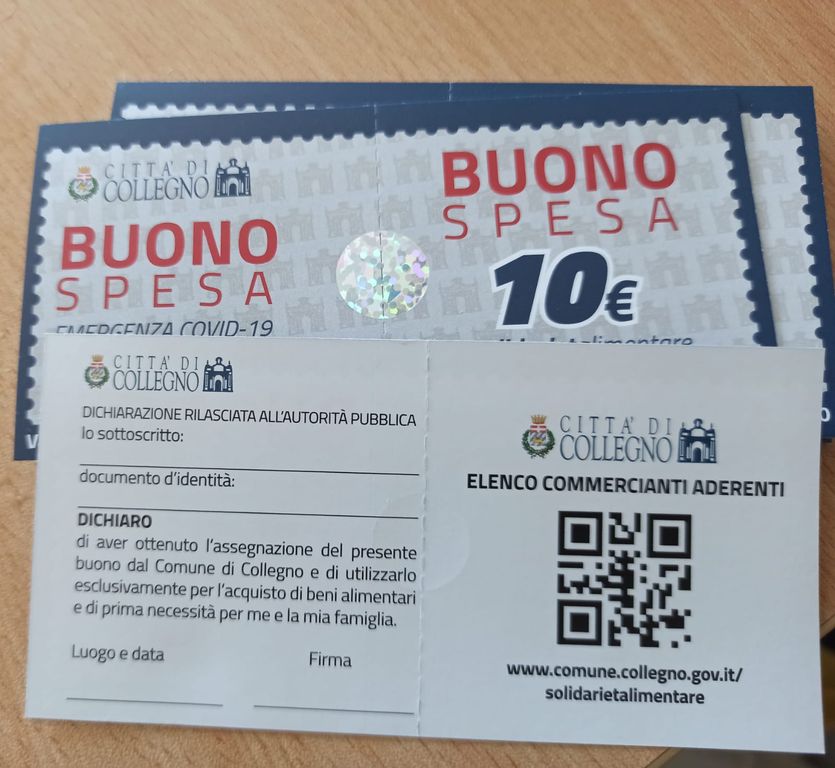 CITTA' DI
COLLEGNO
BUONO
SPESA
EMERGENZA COVID-19
BUONO
SPESA
10€
alimentare
CITTA' DI
COLLEGNO
DICHIARAZIONE RILASCIATA ALL'AUTORITÀ PUBBLICA
Io sottoscritto:
documento d'identità:
DICHIARO
di aver ottenuto l'assegnazione del presente
buono dal Comune di Collegno e di utilizzarlo
esclusivamente per l'acquisto di beni alimentari
e di prima necessità per me e la mia famiglia.
Luogo e data
Firma
CITTA' DI
COLLEGNO
ELENCO COMMERCIANTI ADERENTI
www.comune.collegno.gov.it/
solidarietalimentare